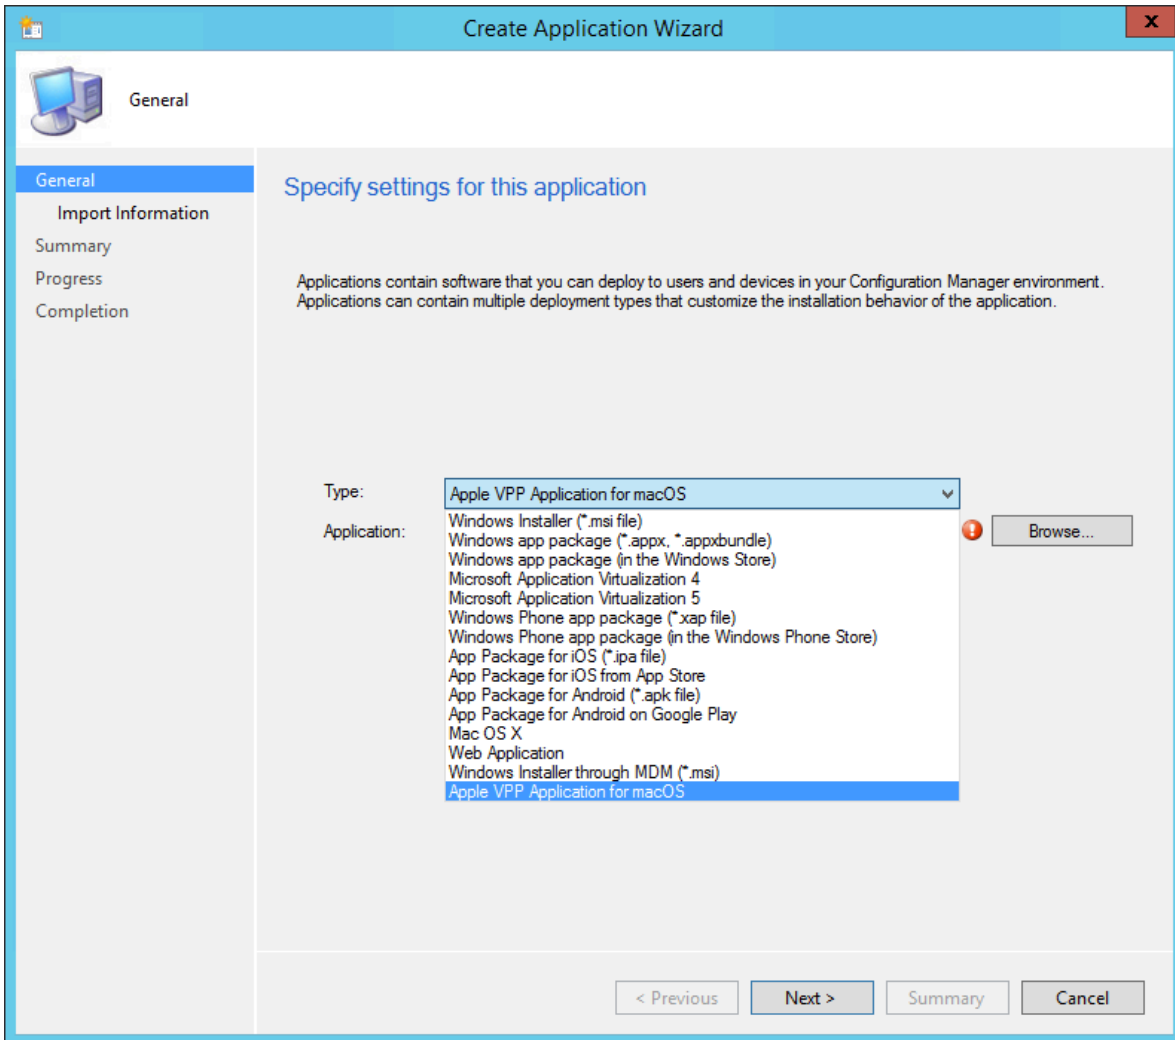 Create Application Wizard
x
General
General
Import Information
Summary
Progress
Completion
Specify settings for this application
Applications contain software that you can deploy to users and devices in your Configuration Manager environment.
Applications can contain multiple deployment types that customize the installation behavior of the application.
Type:
Apple VPP Application for macOS
Application:
Browse...
Windows Installer (*.msi file)
Windows app package (*.appx, *.appxbundle)
Windows app package (in the Windows Store)
Microsoft Application Virtualization 4
Microsoft Application Virtualization 5
Windows Phone app package (*.xap file)
Windows Phone app package (in the Windows Phone Store)
App Package for iOS (*.ipa file)
App Package for iOS from App Store
App Package for Android (*.apk file)
App Package for Android on Google Play
Mac OS X
Web Application
Windows Installer through MDM (*.msi)
Apple VPP Application for macOS
< Previous
Next >
Summary
Cancel